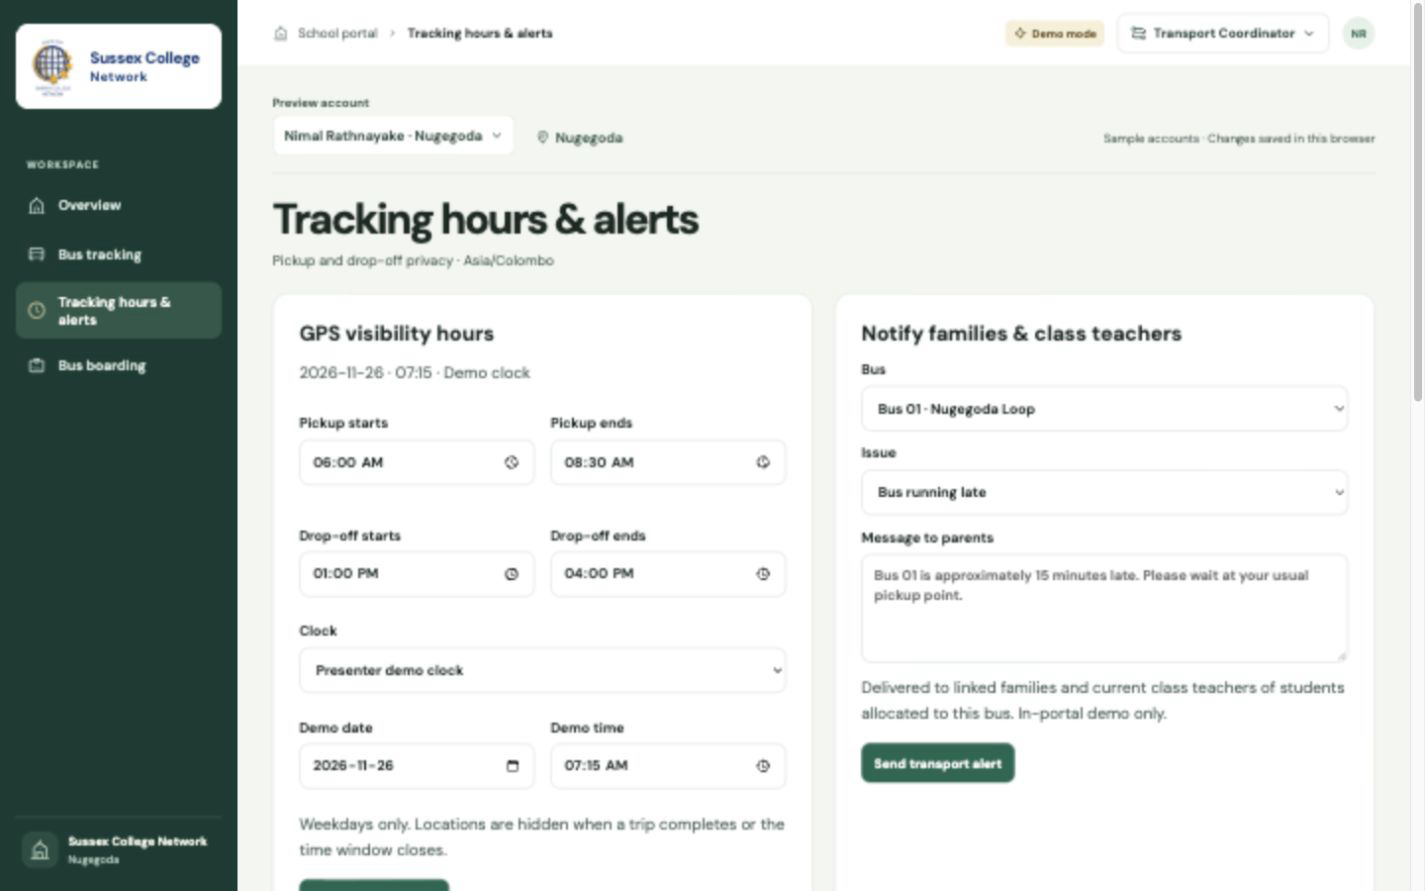 Sussex College
Network
WORKSPACE
Overview
Bus tracking
Tracking hours &
alerts
Bus boarding
Sussex College Network
Nugegoda
School portal › Tracking hours & alerts
Demo mode
Transport Coordinator
NR
Preview account
Nimal Rathnayake · Nugegoda
Nugegoda
Sample accounts · Changes saved in this browser
Tracking hours & alerts
Pickup and drop-off privacy · Asia/Colombo
GPS visibility hours
2026-11-26 · 07:15 · Demo clock
Pickup starts
Pickup ends
06:00 AM
08:30 AM
Drop-off starts
Drop-off ends
01:00 PM
04:00 PM
Clock
Presenter demo clock
Demo date
Demo time
2026-11-26
07:15 AM
Weekdays only. Locations are hidden when a trip completes or the
time window closes.
Notify families & class teachers
Bus
Bus 01 · Nugegoda Loop
Issue
Bus running late
Message to parents
Bus 01 is approximately 15 minutes late. Please wait at your usual
pickup point.
Delivered to linked families and current class teachers of students
allocated to this bus. In-portal demo only.
Send transport alert